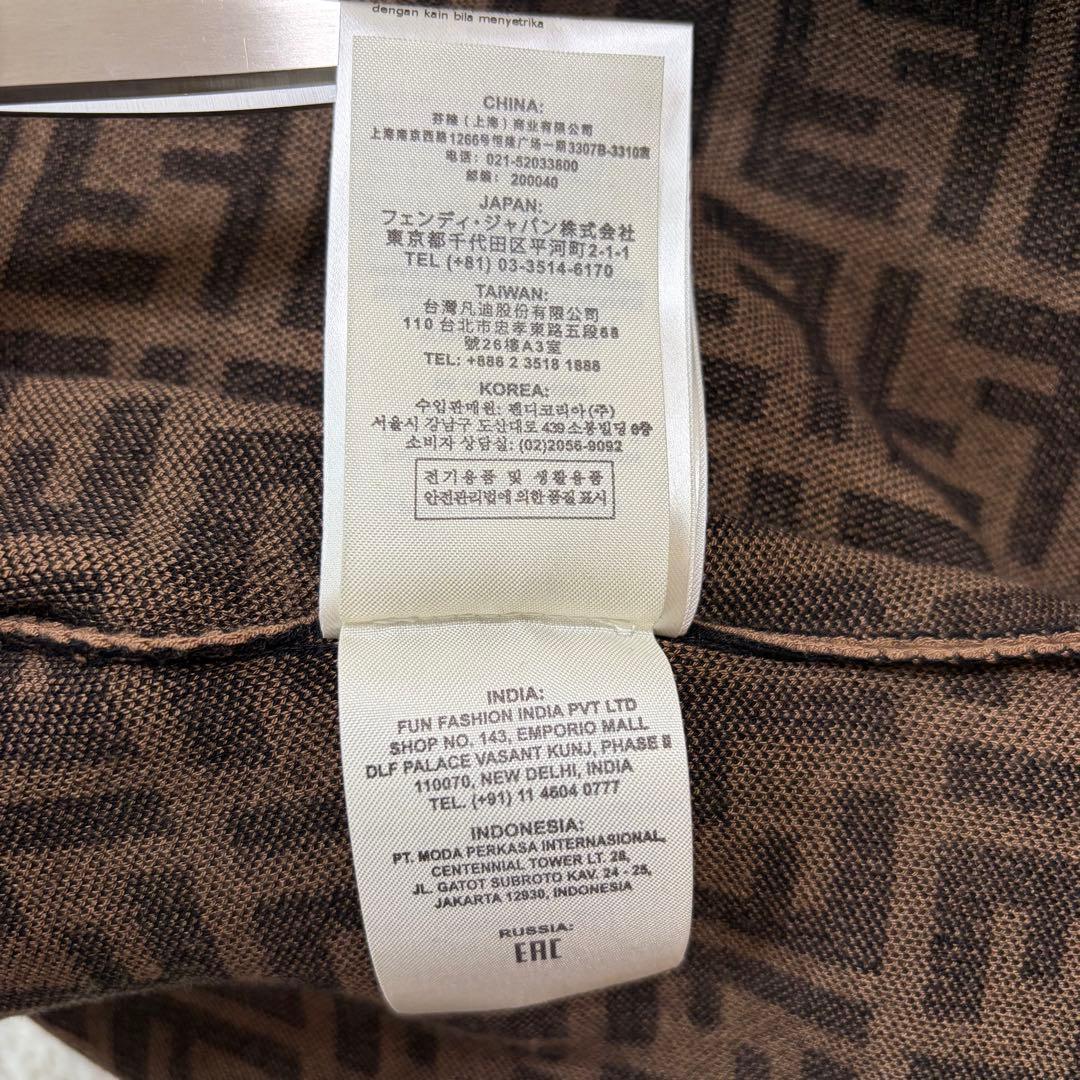 dengan kain bila menyetrika
CHINA:
芬迪（上海）商业有限公司
上海南京西路1266号恒隆广场一期3307B-3310室
电话: 021-52033800
邮编: 200040
JAPAN:
フェンディ・ジャパン株式会社
東京都千代田区平河町2-1-1
TEL (+81) 03-3514-6170
TAIWAN:
台灣凡迪股份有限公司
110 台北市忠孝東路五段68
號26樓A3室
TEL: +886 2 3518 1888
KOREA:
수입판매원: 펜디코리아(주)
서울시 강남구 도산대로 439 소봉빌딩 6층
소비자 상담실: (02)2056-9092
전기용품 및 생활용품
안전관리법에 의한 품질 표시
INDIA:
FUN FASHION INDIA PVT LTD
SHOP NO. 143, EMPORIO MALL
DLF PALACE VASANT KUNJ, PHASE II
110070, NEW DELHI, INDIA
TEL. (+91) 11 4604 0777
INDONESIA:
PT. MODA PERKASA INTERNASIONAL,
CENTENNIAL TOWER LT. 28,
JL. GATOT SUBROTO KAV. 24 - 25,
JAKARTA 12930, INDONESIA
RUSSIA:
EAC